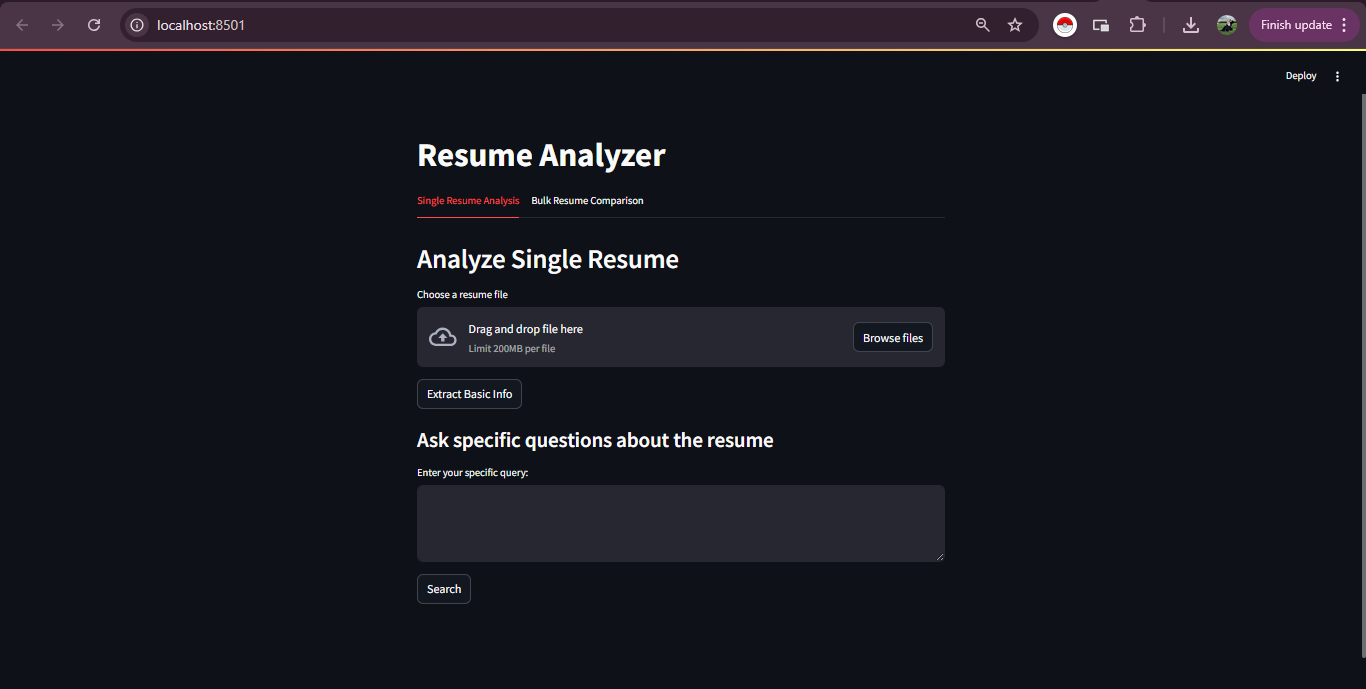 localhost:8501
Finish update
Deploy
Resume Analyzer
Single Resume Analysis Bulk Resume Comparison
Analyze Single Resume
Choose a resume file
Drag and drop file here
Limit 200MB per file
Browse files
Extract Basic Info
Ask specific questions about the resume
Enter your specific query:
Search